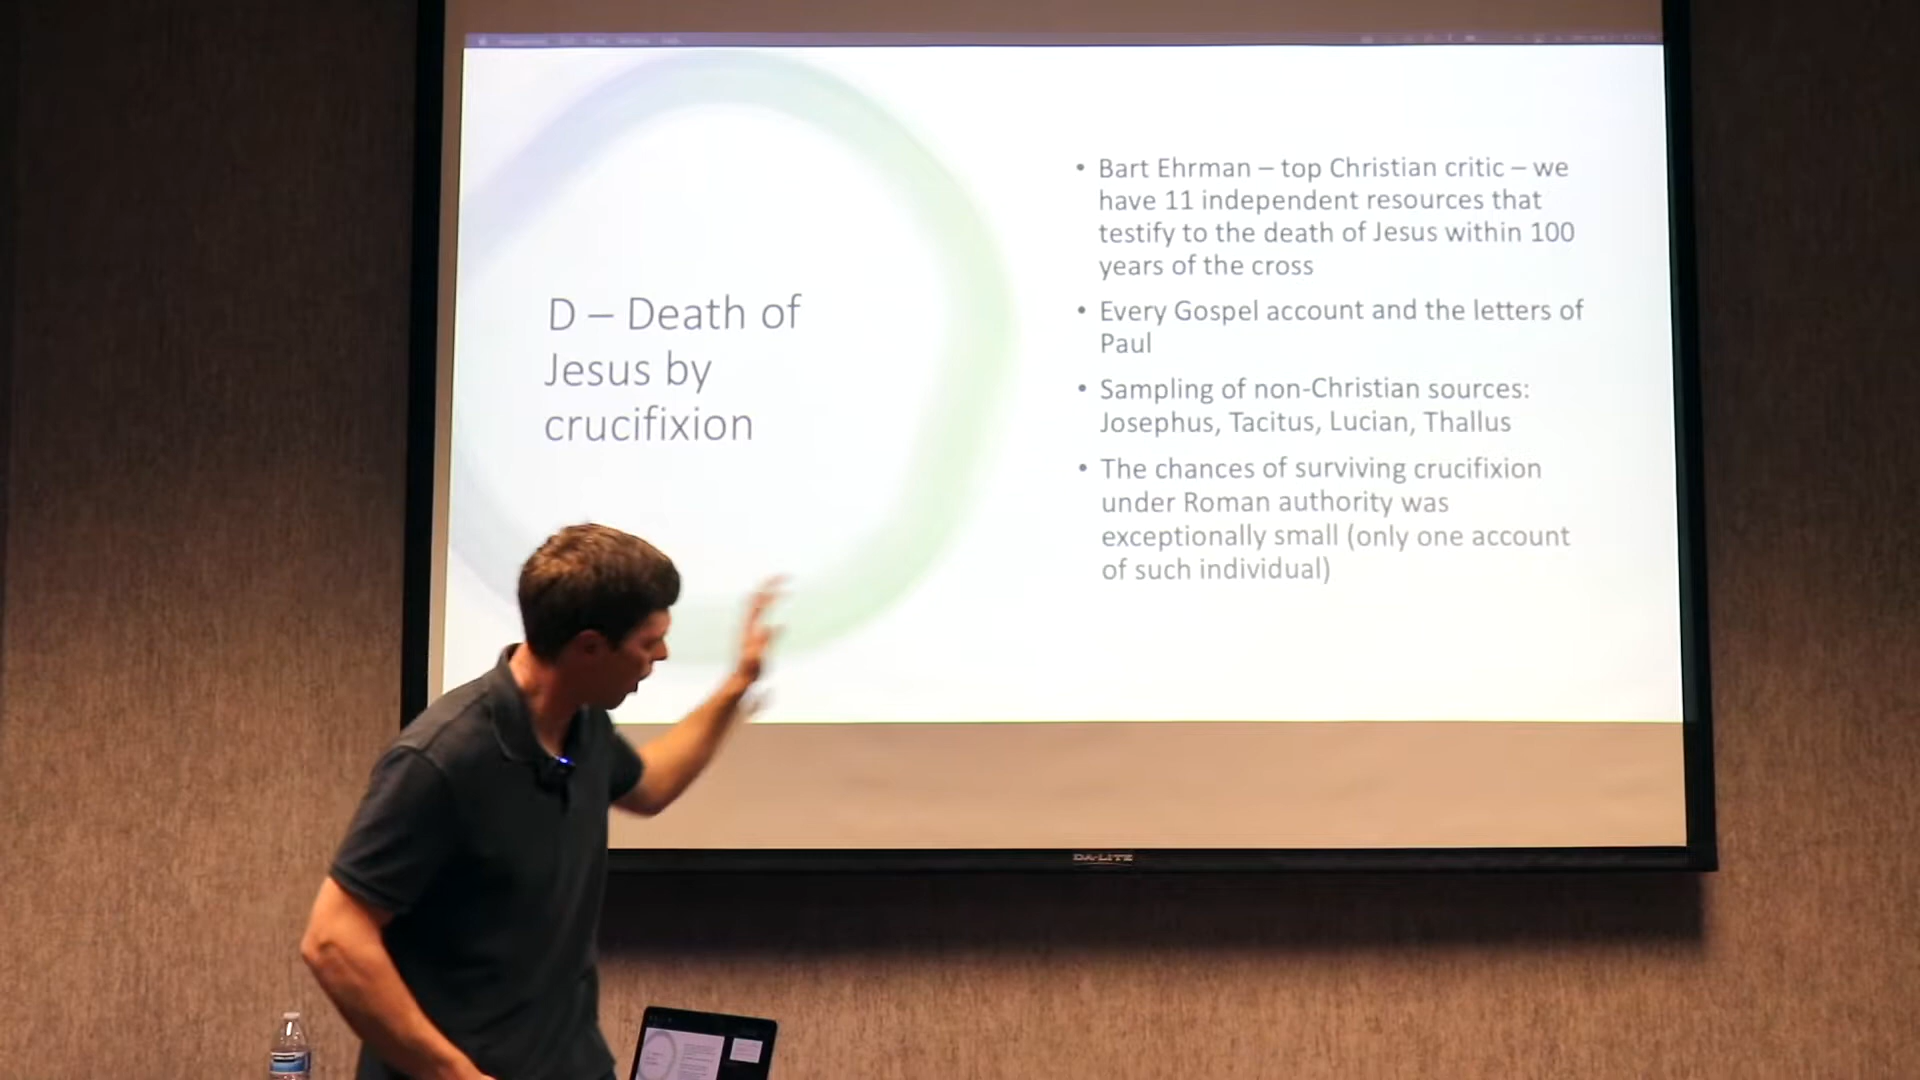 D – Death of
Jesus by
crucifixion
• Bart Ehrman – top Christian critic – we
have 11 independent resources that
testify to the death of Jesus within 100
years of the cross
• Every Gospel account and the letters of
Paul
• Sampling of non-Christian sources:
Josephus, Tacitus, Lucian, Thallus
• The chances of surviving crucifixion
under Roman authority was
exceptionally small (only one account
of such individual)
DA-LITE